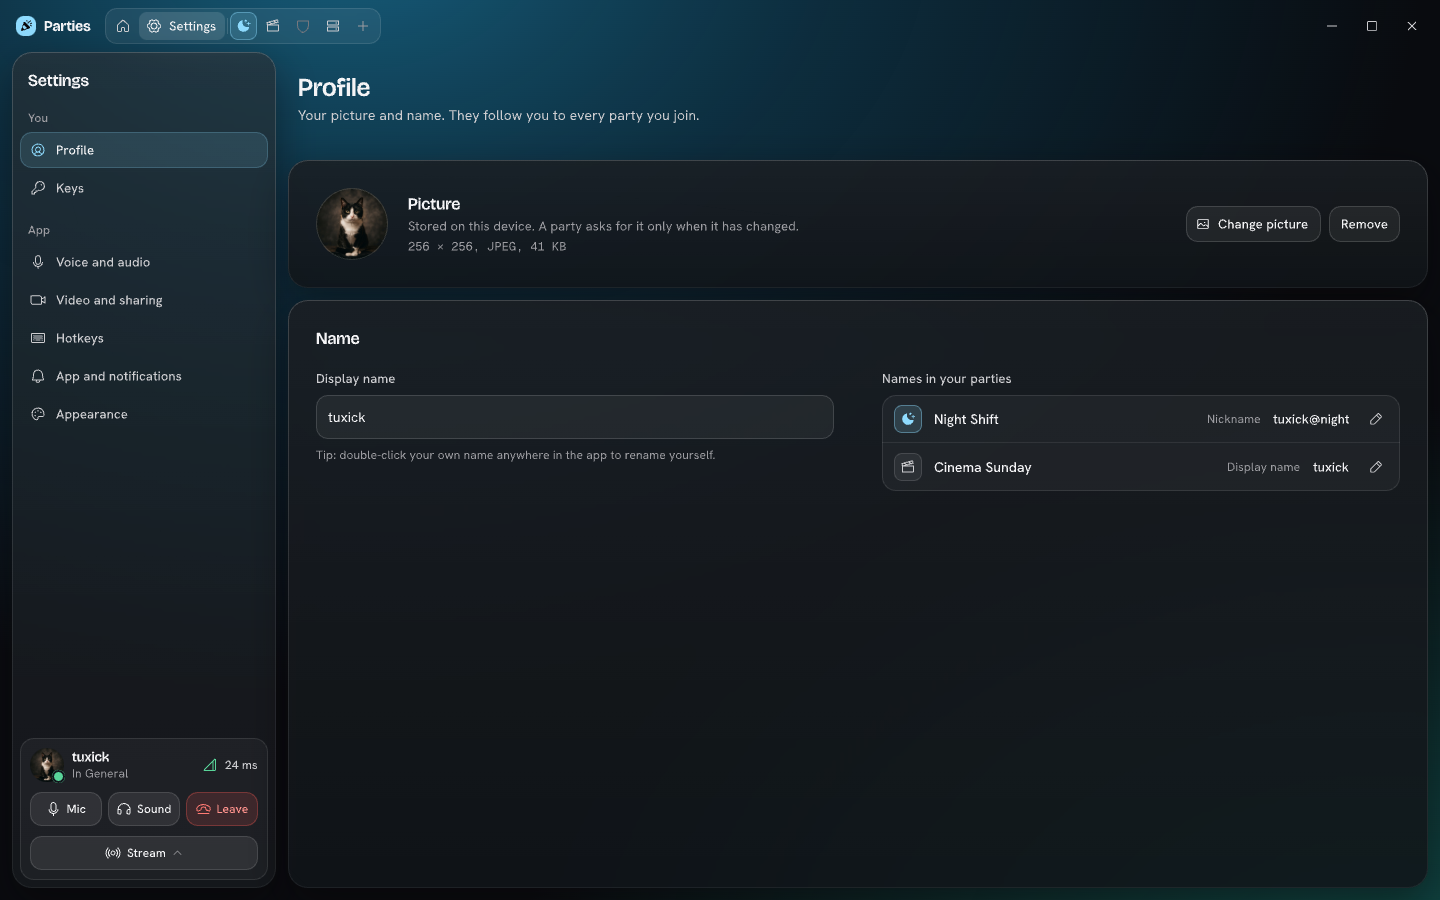 Parties
Settings
Settings
You
Profile
Keys
App
Voice and audio
Video and sharing
Hotkeys
App and notifications
Appearance
tuxick
In General
24 ms
Mic
Sound
Leave
Stream
Profile
Your picture and name. They follow you to every party you join.
Picture
Stored on this device. A party asks for it only when it has changed.
256 × 256, JPEG, 41 KB
Change picture
Remove
Name
Display name
tuxick
Tip: double-click your own name anywhere in the app to rename yourself.
Names in your parties
Night Shift
Nickname
tuxick@night
Cinema Sunday
Display name
tuxick